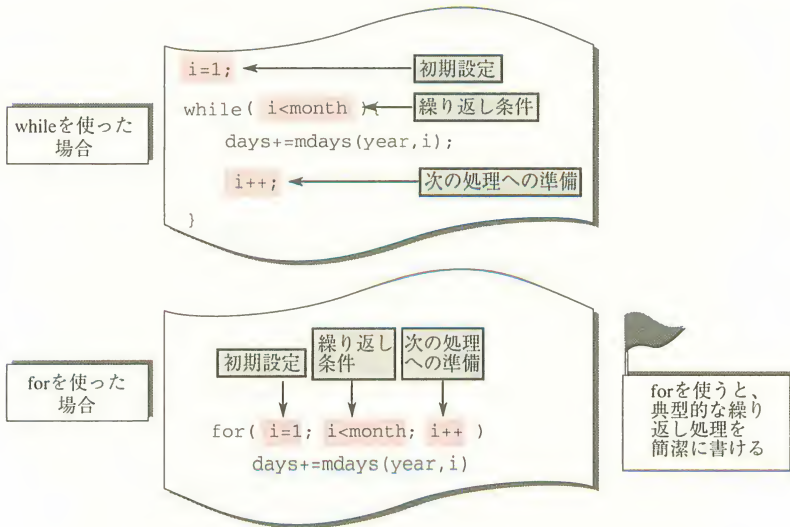 i=1;
初期設定
whileを使った
場合
while( i<month ){
繰り返し条件
days+=mdays(year,i);
i++;
次の処理への準備
}
forを使った
場合
初期設定
繰り返し
条件
次の処理
への準備
for( i=1; i<month; i++ )
days+=mdays(year,i)
forを使うと、
典型的な繰り
返し処理を
簡潔に書ける